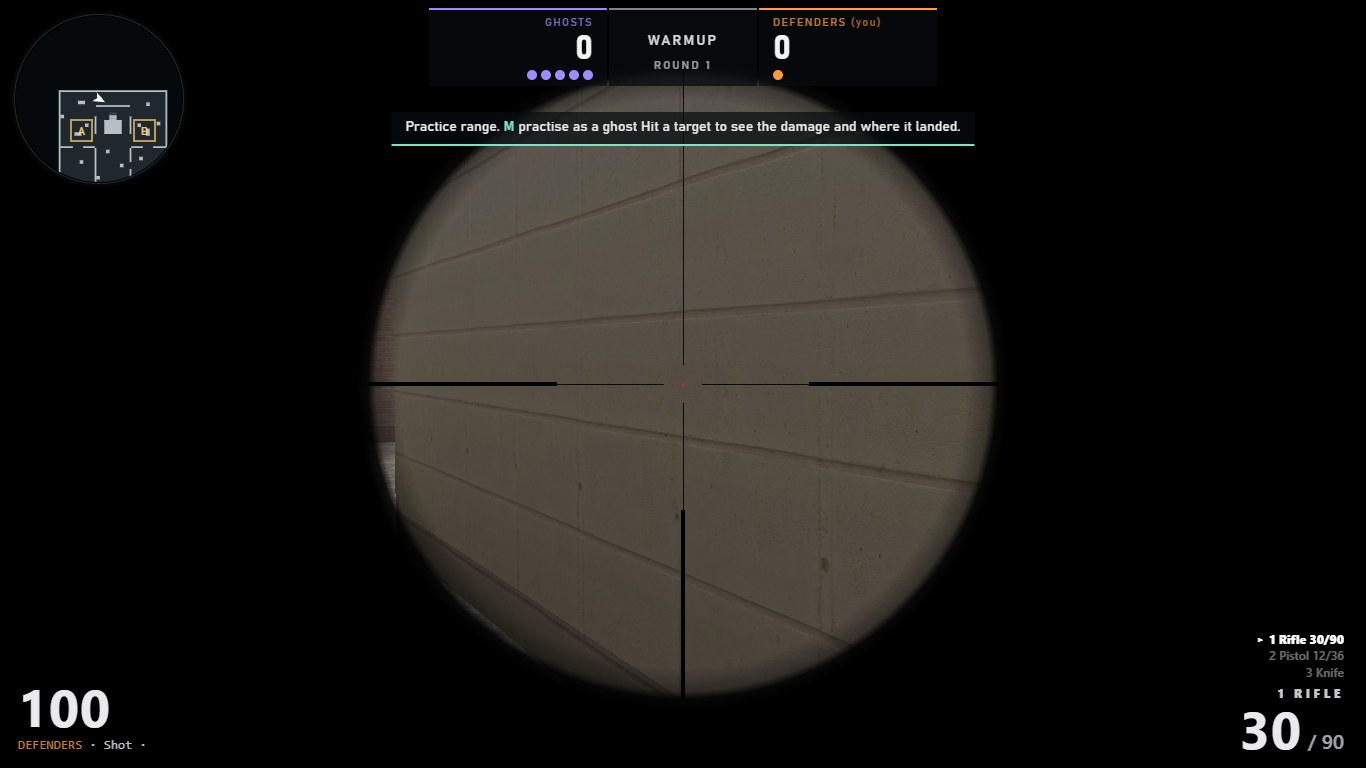 GHOSTS
0
WARMUP
ROUND 1
DEFENDERS (you)
0
Practice range. M practise as a ghost Hit a target to see the damage and where it landed.
A
B
▸ 1 Rifle 30/90
2 Pistol 12/36
3 Knife
1 RIFLE
30 / 90
100
DEFENDERS · Shot ·